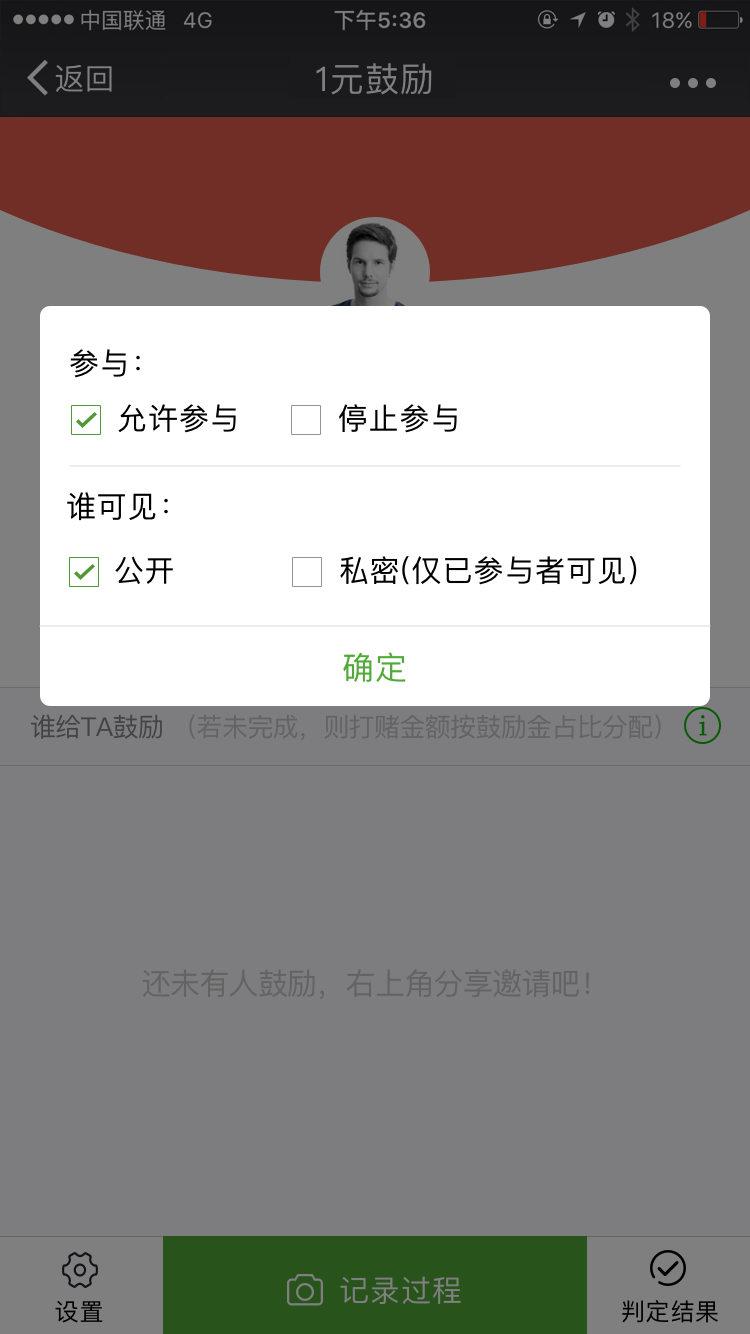 中国联通 4G 下午5:36 18%
返回 1元鼓励
参与：
允许参与 停止参与
谁可见：
公开 私密(仅已参与者可见)
确定
谁给TA鼓励 （若未完成，则打赌金额按鼓励金占比分配） i
还未有人鼓励，右上角分享邀请吧！
记录过程
设置 判定结果